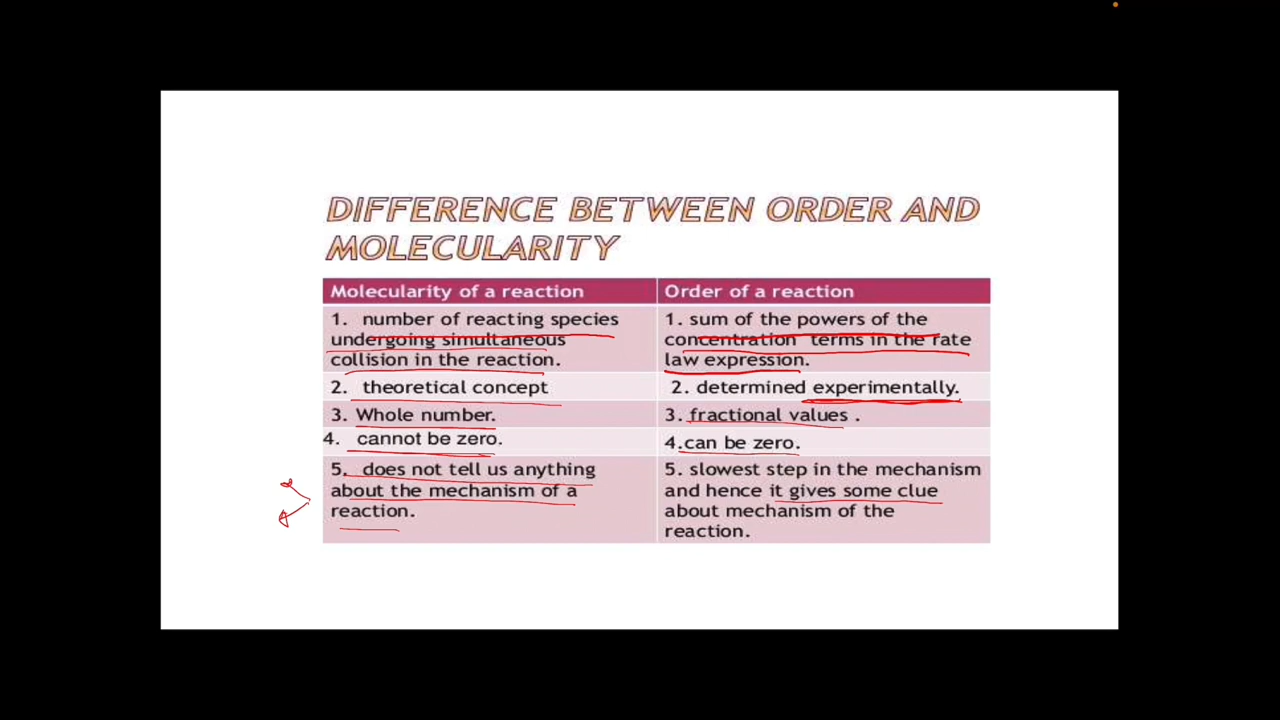 DIFFERENCE BETWEEN ORDER AND
MOLECULARITY
Molecularity of a reaction
Order of a reaction
1. number of reacting species
undergoing simultaneous
collision in the reaction.
1. sum of the powers of the
concentration terms in the rate
law expression.
2. theoretical concept
2. determined experimentally.
3. Whole number.
3. fractional values .
4. cannot be zero.
4.can be zero.
5. does not tell us anything
about the mechanism of a
reaction.
5. slowest step in the mechanism
and hence it gives some clue
about mechanism of the
reaction.